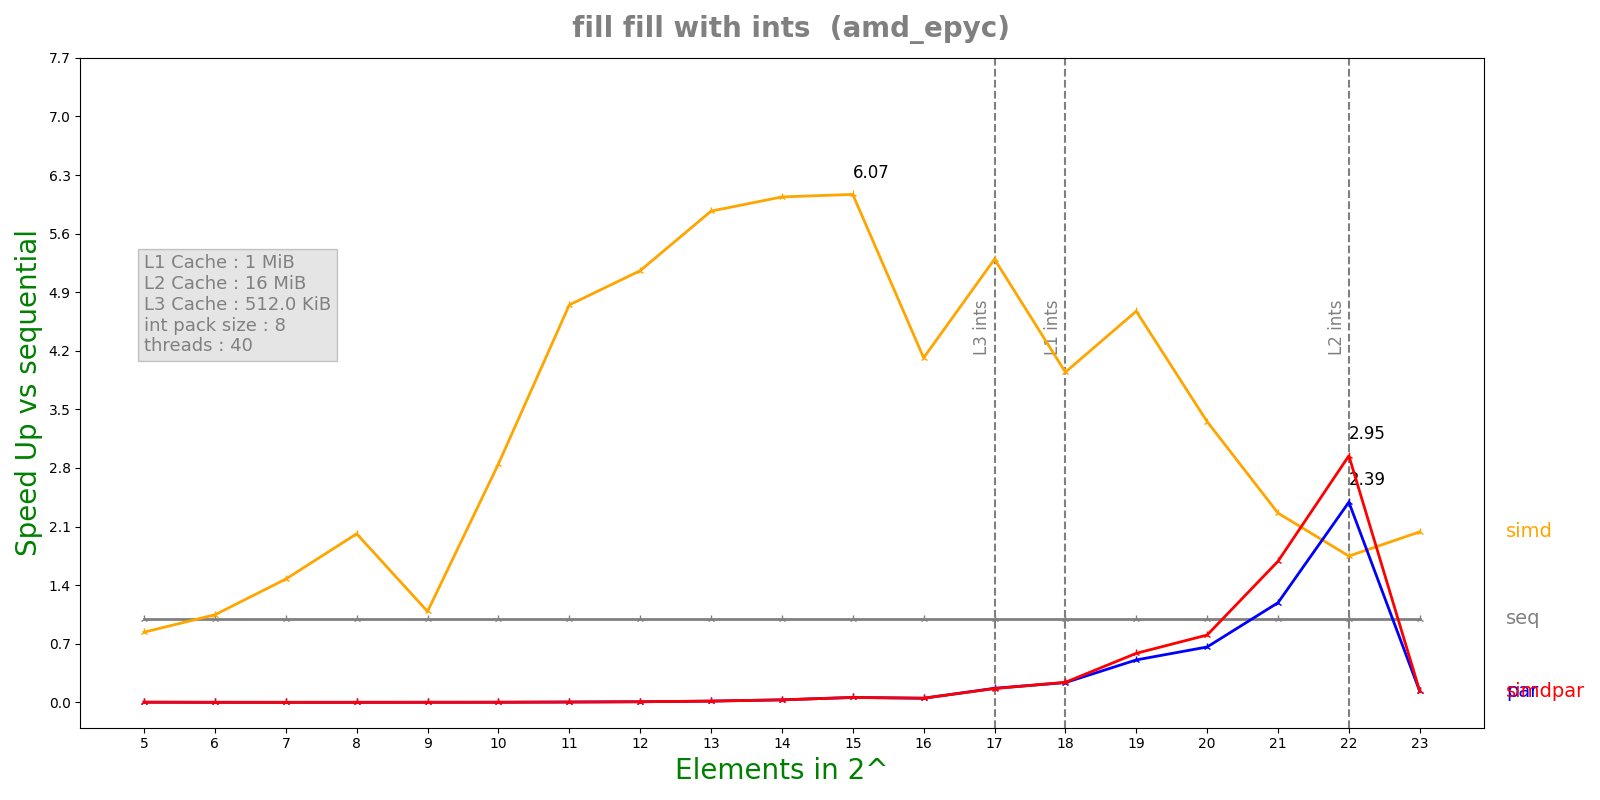 fill fill with ints  (amd_epyc)
Speed Up vs sequential
7.7
7.0
6.3
5.6
4.9
4.2
3.5
2.8
2.1
1.4
0.7
0.0
L1 Cache : 1 MiB
L2 Cache : 16 MiB
L3 Cache : 512.0 KiB
int pack size : 8
threads : 40
6.07
L3 ints
L1 ints
L2 ints
2.95
2.39
simd
seq
par
simdpar
5 6 7 8 9 10 11 12 13 14 15 16 17 18 19 20 21 22 23
Elements in 2^